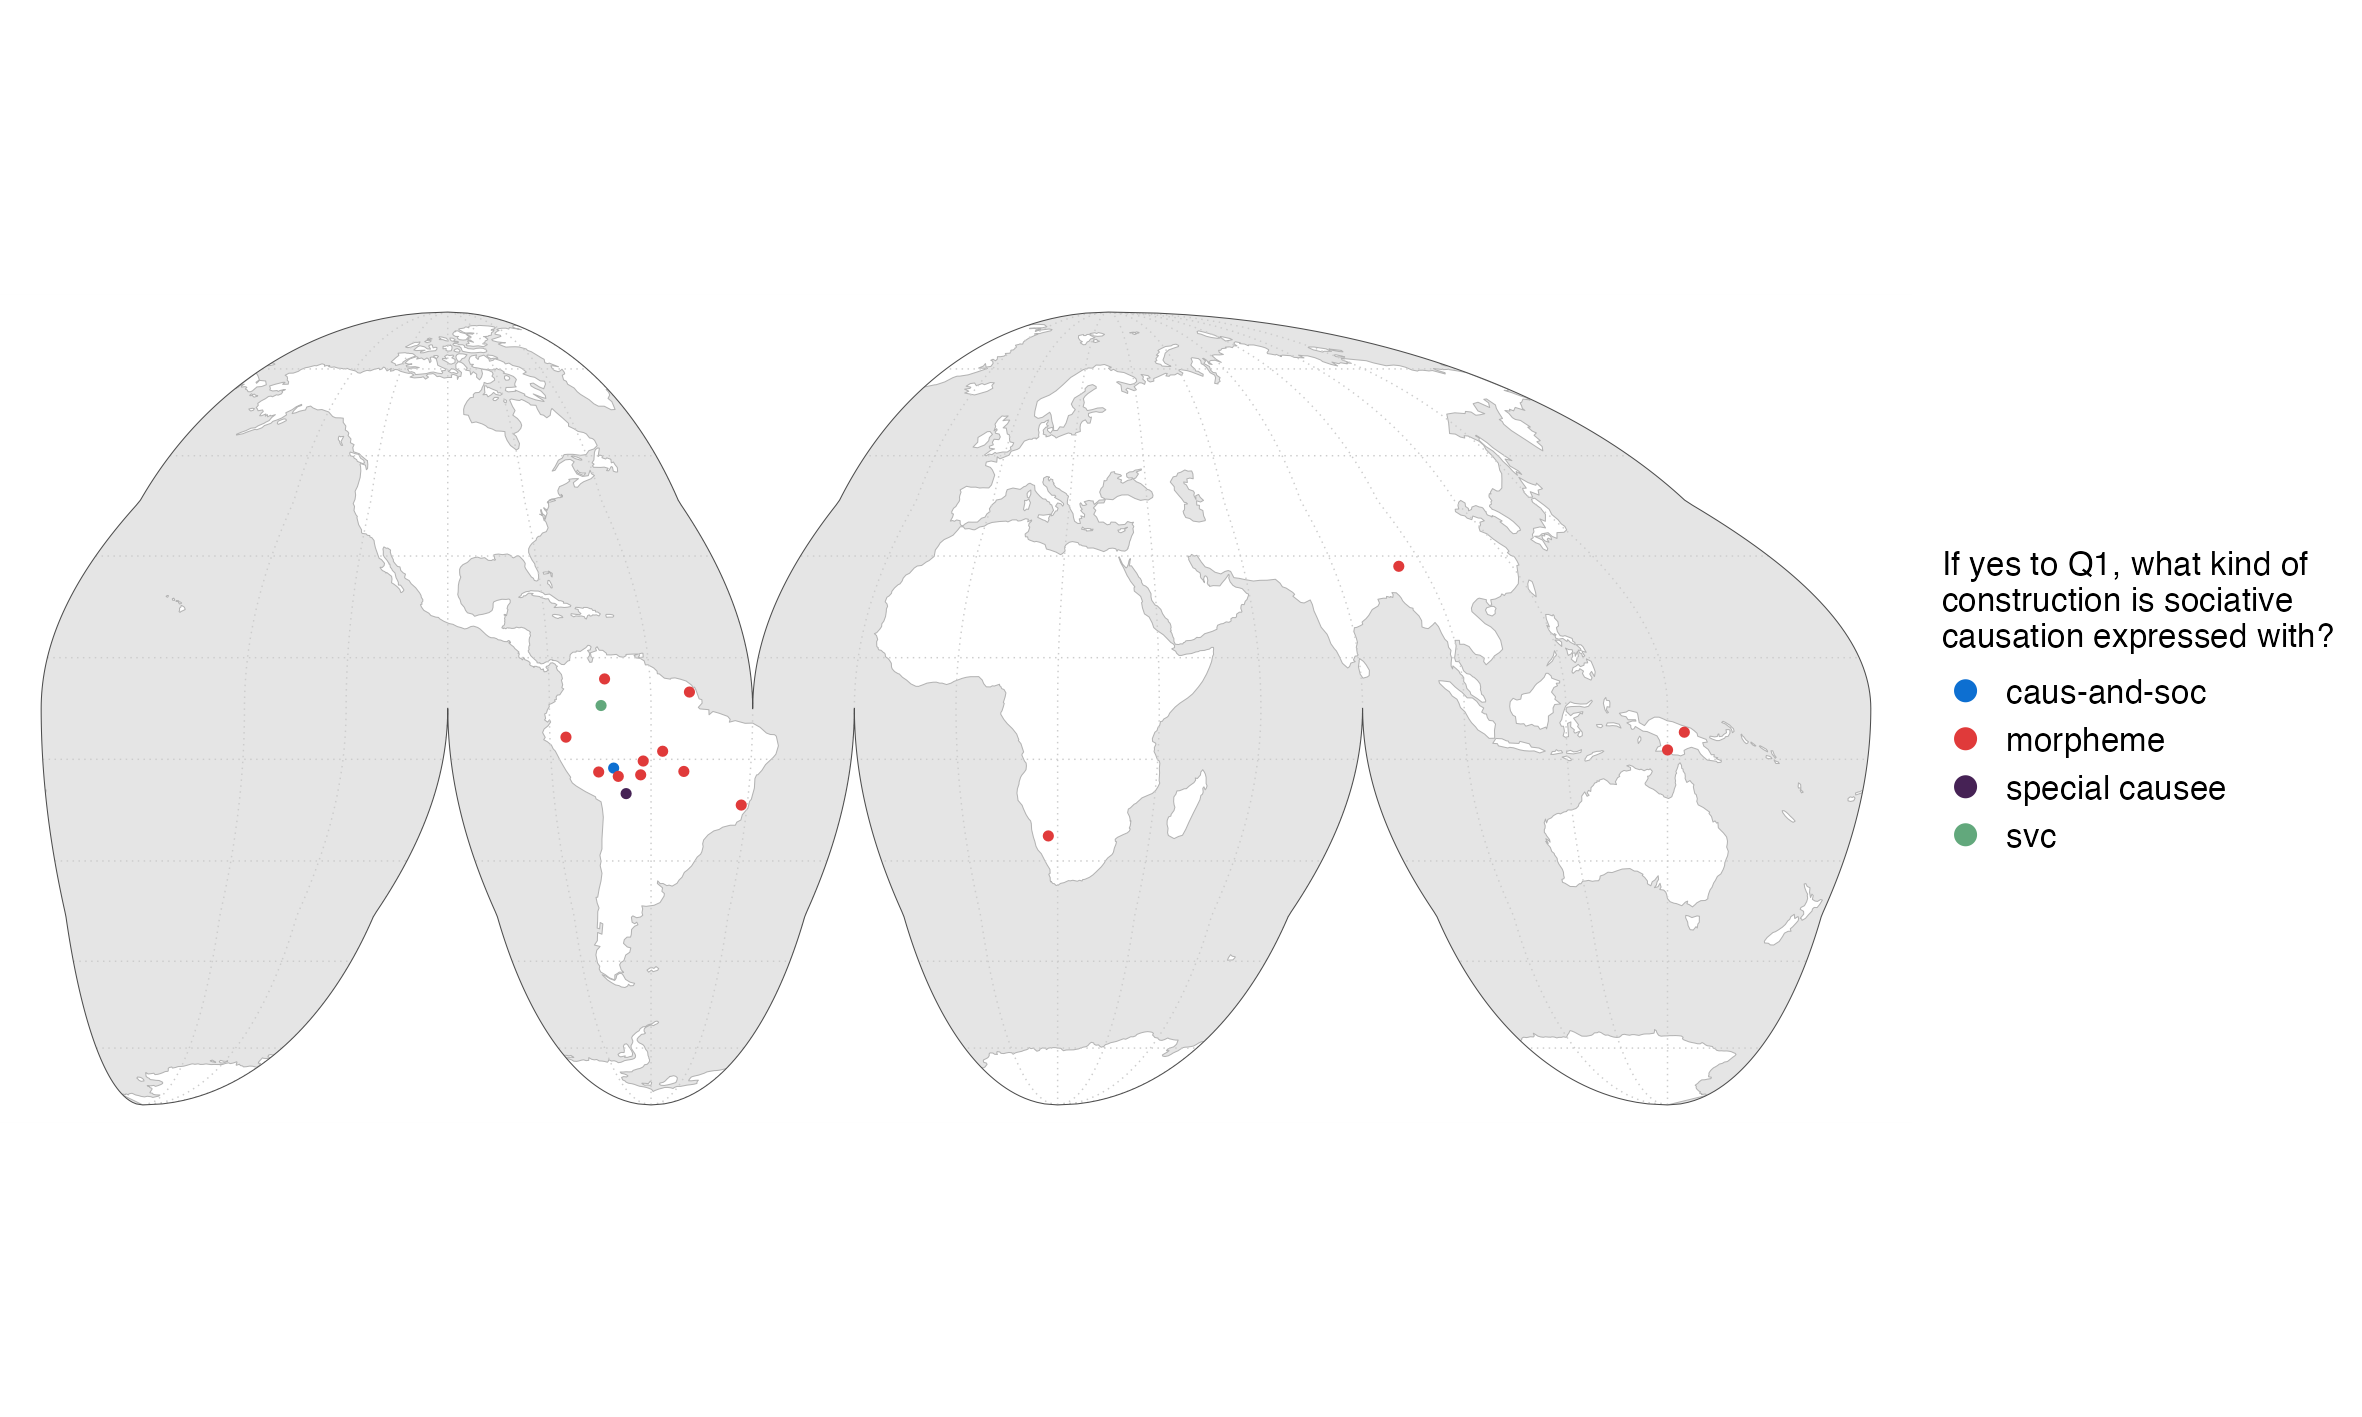 If yes to Q1, what kind of
construction is sociative
causation expressed with?
caus-and-soc
morpheme
special causee
svc